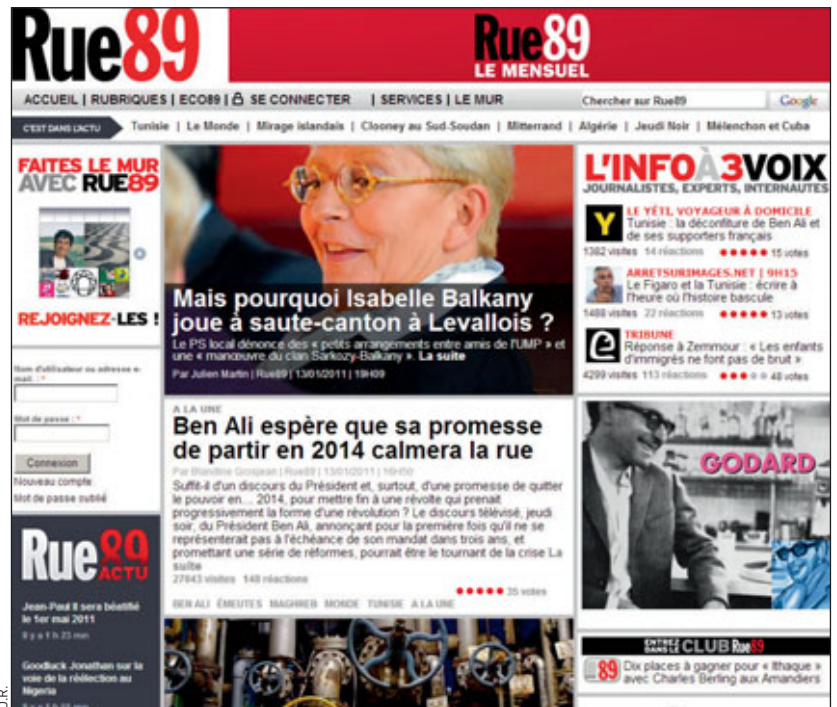 Rue89
Rue89
LE MENSUEL
ACCUEIL | RUBRIQUES | ECO89 | SE CONNECTER | SERVICES | LE MUR
Chercher sur Rue89
Google
C'EST DANS L'ACTU
Tunisie | Le Monde | Mirage islandais | Clooney au Sud-Soudan | Mitterrand | Algérie | Jeudi Noir | Mélenchon et Cuba
FAITES LE MUR
AVEC RUE89
REJOIGNEZ-LES !
Nom d'utilisateur ou adresse e-
mail. : *
Mot de passe : *
Connexion
Nouveau compte
Mot de passe oublié
Rue89
ACTU
Jean-Paul II sera béatifié
le 1er mai 2011
Il y a 1 h 23 mn
Goodluck Jonathan sur la
voie de la réélection au
Nigeria
Mais pourquoi Isabelle Balkany
joue à saute-canton à Levallois ?
Le PS local dénonce des « petits arrangements entre amis de l'UMP » et
une « manœuvre du clan Sarkozy-Balkany ». La suite
Par Julien Martin | Rue89 | 13/01/2011 | 19H09
A LA UNE
Ben Ali espère que sa promesse
de partir en 2014 calmera la rue
Par Blandine Grosjean | Rue89 | 13/01/2011 | 16H50
Suffit-il d'un discours du Président et, surtout, d'une promesse de quitter
le pouvoir en... 2014, pour mettre fin à une révolte qui prenait
progressivement la forme d'une révolution ? Le discours télévisé, jeudi
soir, du Président Ben Ali, annonçant pour la première fois qu'il ne se
représenterait pas à l'échéance de son mandat dans trois ans, et
promettant une série de réformes, pourrait être le tournant de la crise La
suite
27843 visites 148 réactions
35 votes
BEN ALI ÉMEUTES MAGHREB MONDE TUNISIE A LA UNE
L'INFO À 3 VOIX
JOURNALISTES, EXPERTS, INTERNAUTES
Y
LE YÉTI, VOYAGEUR À DOMICILE
Tunisie : la déconfiture de Ben Ali et
de ses supporters français
1382 visites 14 réactions 15 votes
ARRETSURIMAGES.NET | 9H15
Le Figaro et la Tunisie : écrire à
l'heure où l'histoire bascule
1488 visites 22 réactions 13 votes
TRIBUNE
Réponse à Zemmour : « Les enfants
d'immigrés ne font pas de bruit »
4299 visites 113 réactions 48 votes
GODARD
ENTREZ
DANS LE CLUB Rue89
89
Dix places à gagner pour « Ithaque »
avec Charles Berling aux Amandiers
D.R.